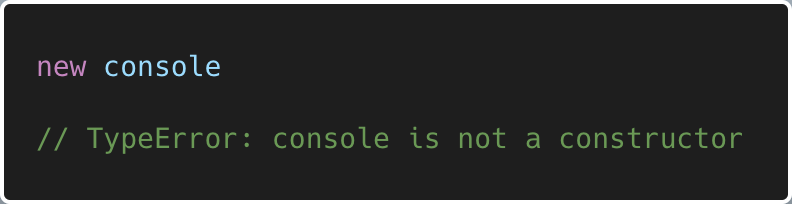 new console
// TypeError: console is not a constructor